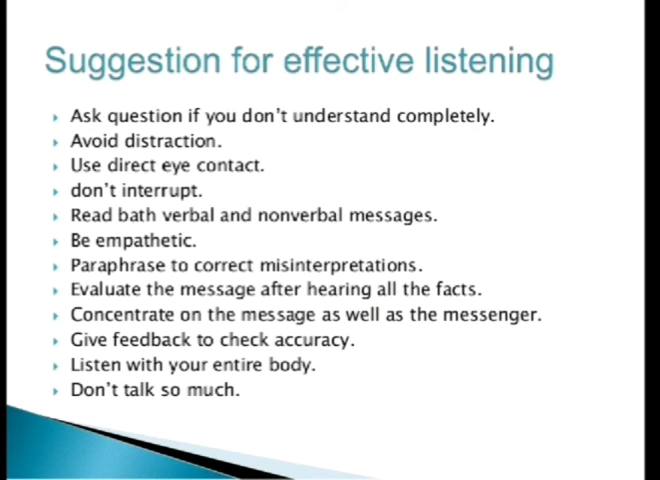 Suggestion for effective listening
Ask question if you don't understand completely.
Avoid distraction.
Use direct eye contact.
don't interrupt.
Read bath verbal and nonverbal messages.
Be empathetic.
Paraphrase to correct misinterpretations.
Evaluate the message after hearing all the facts.
Concentrate on the message as well as the messenger.
Give feedback to check accuracy.
Listen with your entire body.
Don't talk so much.